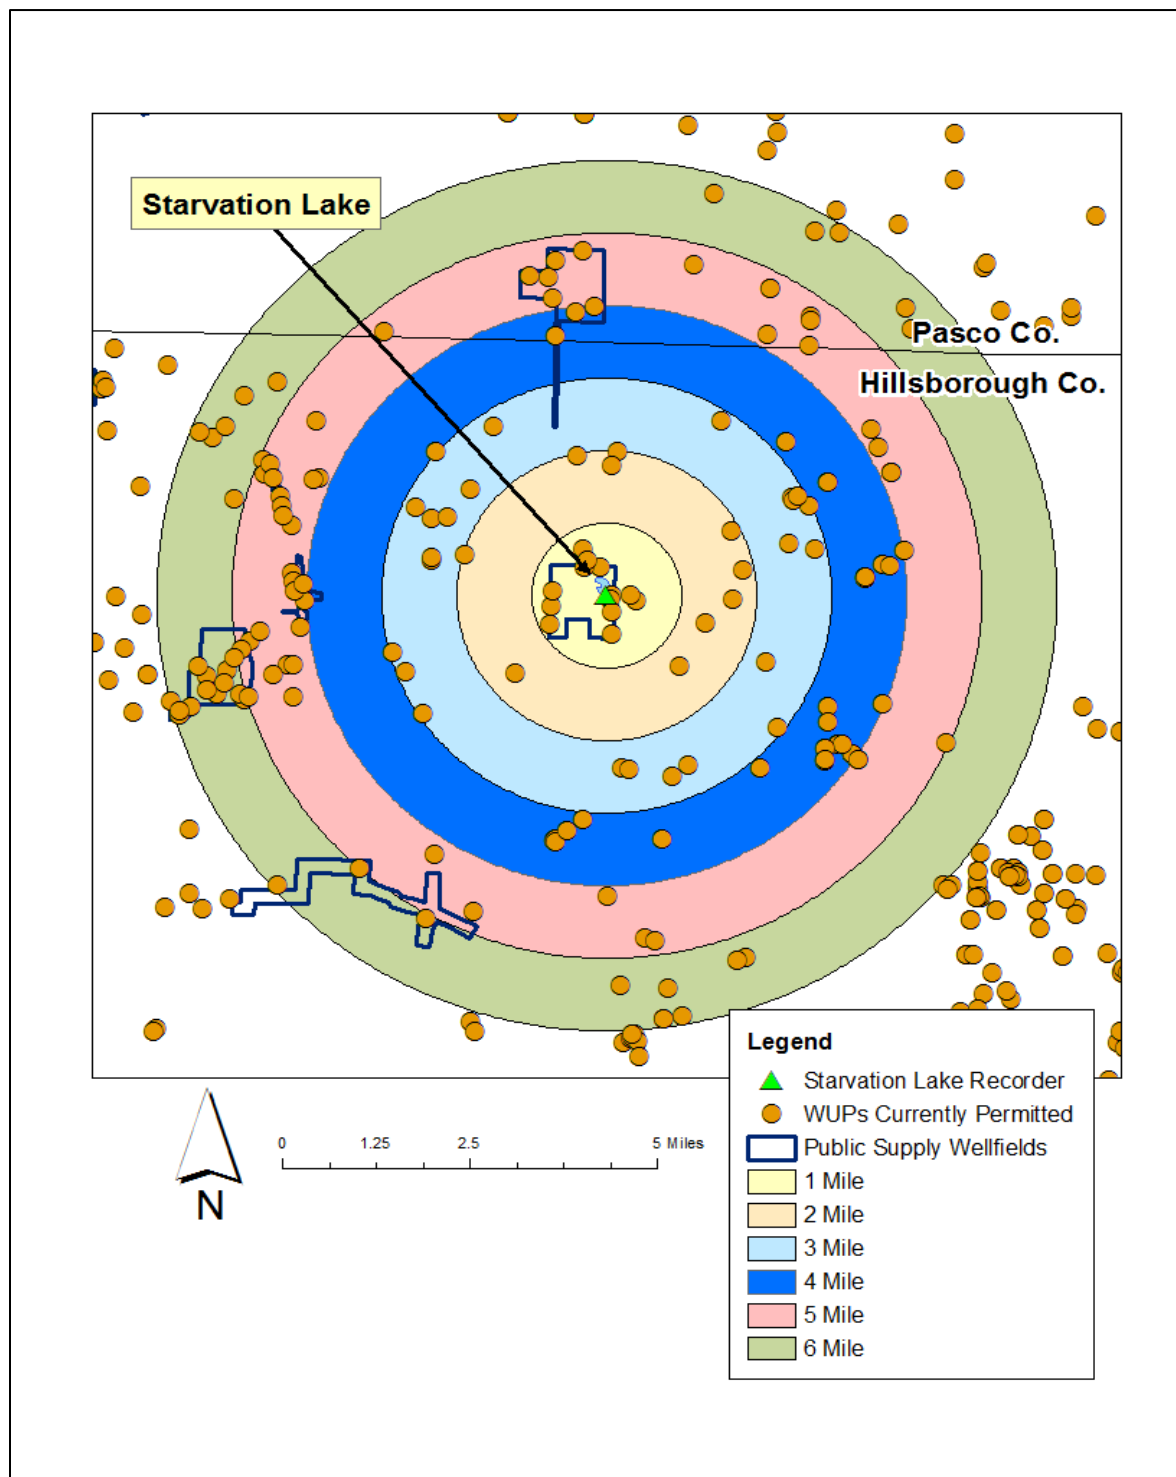 Starvation Lake
Pasco Co.
Hillsborough Co.
Legend
Starvation Lake Recorder
WUPs Currently Permitted
Public Supply Wellfields
1 Mile
2 Mile
3 Mile
4 Mile
5 Mile
6 Mile
0 1.25 2.5 5 Miles
N